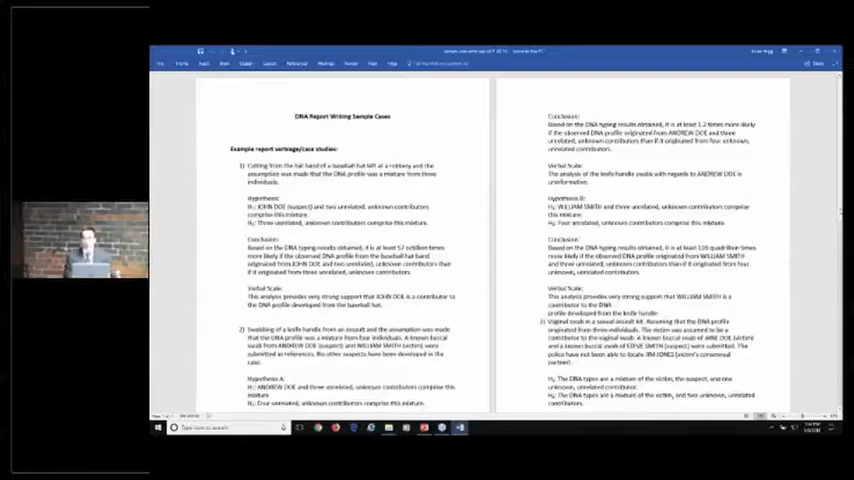 DNA Report Writing Sample Cases
Example report verbiage/case studies:
1) Cutting from the hat band of a baseball hat left at a robbery and the
assumption was made that the DNA profile was a mixture from three
individuals.
Hypothesis:
H₁: JOHN DOE (suspect) and two unrelated, unknown contributors
comprise this mixture.
H₂: Three unrelated, unknown contributors comprise this mixture.
Conclusion:
Based on the DNA typing results obtained, it is at least 57 octillion times
more likely if the observed DNA profile from the baseball hat
originated from JOHN DOE and two unrelated, unknown contributors than
if it originated from three unrelated, unknown contributors.
Verbal Scale:
This analysis provides very strong support that JOHN DOE is a contributor to
the DNA profile developed from the baseball hat.
2) Swabbing of a knife handle from an assault and the assumption was made
that the DNA profile was a mixture from four individuals. A known buccal
swab from ANDREW DOE (suspect) and WILLIAM SMITH (victim) were
submitted as references. No other suspects have been developed in the
case.
Hypothesis A:
H₁: ANDREW DOE and three unrelated, unknown contributors comprise this
mixture.
H₂: Four unrelated, unknown contributors comprise this mixture.
Conclusion:
Based on the DNA typing results obtained, it is at least 1.2 times more likely
if the observed DNA profile originated from ANDREW DOE and three
unrelated, unknown contributors than if it originated from four unknown,
unrelated contributors.
Verbal Scale:
The analysis of the knife handle swabs with regards to ANDREW DOE is
uninformative.
Hypothesis B:
H₁: WILLIAM SMITH and three unrelated, unknown contributors comprise
this mixture.
H₂: Four unrelated, unknown contributors comprise this mixture.
Conclusion:
Based on the DNA typing results obtained, it is at least 110 quadrillion times
more likely if the observed DNA profile originated from WILLIAM SMITH
and three unrelated, unknown contributors than if it originated from four
unknown, unrelated contributors.
Verbal Scale:
This analysis provides very strong support that WILLIAM SMITH is a
contributor to the DNA
profile developed from the knife handle.
3) Vaginal swab in a sexual assault kit. Assuming that the DNA profile
originated from three individuals. The victim was assumed to be a
contributor to the vaginal swab. A known buccal swab of JANE DOE (victim)
and a known buccal swab of STEVE SMITH (suspect) were submitted. The
police have not been able to locate JIM JONES (victim's consensual
partner).
H₁: The DNA types are a mixture of the victim, the suspect, and one
unknown, unrelated contributor.
H₂: The DNA types are a mixture of the victim, and two unknown, unrelated
contributors.
Type here to search